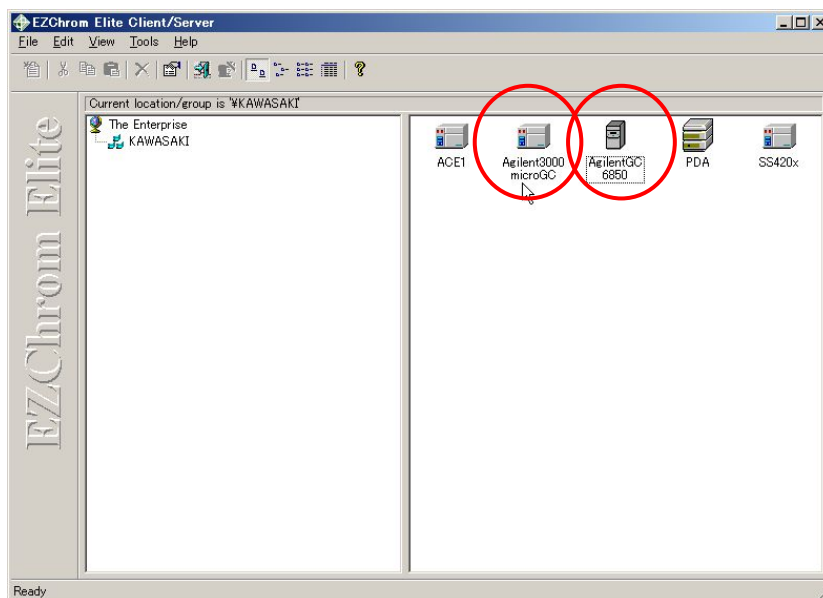 EZChrom Elite Client/Server
File Edit View Tools Help
Current location/group is '¥KAWASAKI'
The Enterprise
KAWASAKI
ACE1
Agilent3000
microGC
AgilentGC
6850
PDA
SS420x
EZChrom Elite
Ready